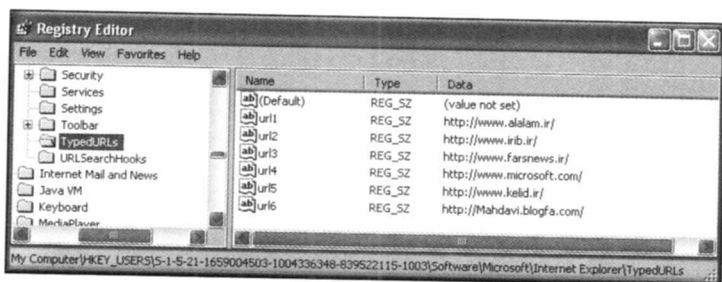 Registry Editor
File Edit View Favorites Help
Security
Services
Settings
Toolbar
TypedURLs
URLSearchHooks
Internet Mail and News
Java VM
Keyboard
MediaPlayer
Name Type Data
(Default) REG_SZ (value not set)
url1 REG_SZ http://www.alalam.ir/
url2 REG_SZ http://www.irib.ir/
url3 REG_SZ http://www.farsnews.ir/
url4 REG_SZ http://www.microsoft.com/
url5 REG_SZ http://www.kelid.ir/
url6 REG_SZ http://Mahdavi.blogfa.com/
My Computer\HKEY_USERS\S-1-5-21-1659004503-1004336348-839522115-1003\Software\Microsoft\Internet Explorer\TypedURLs